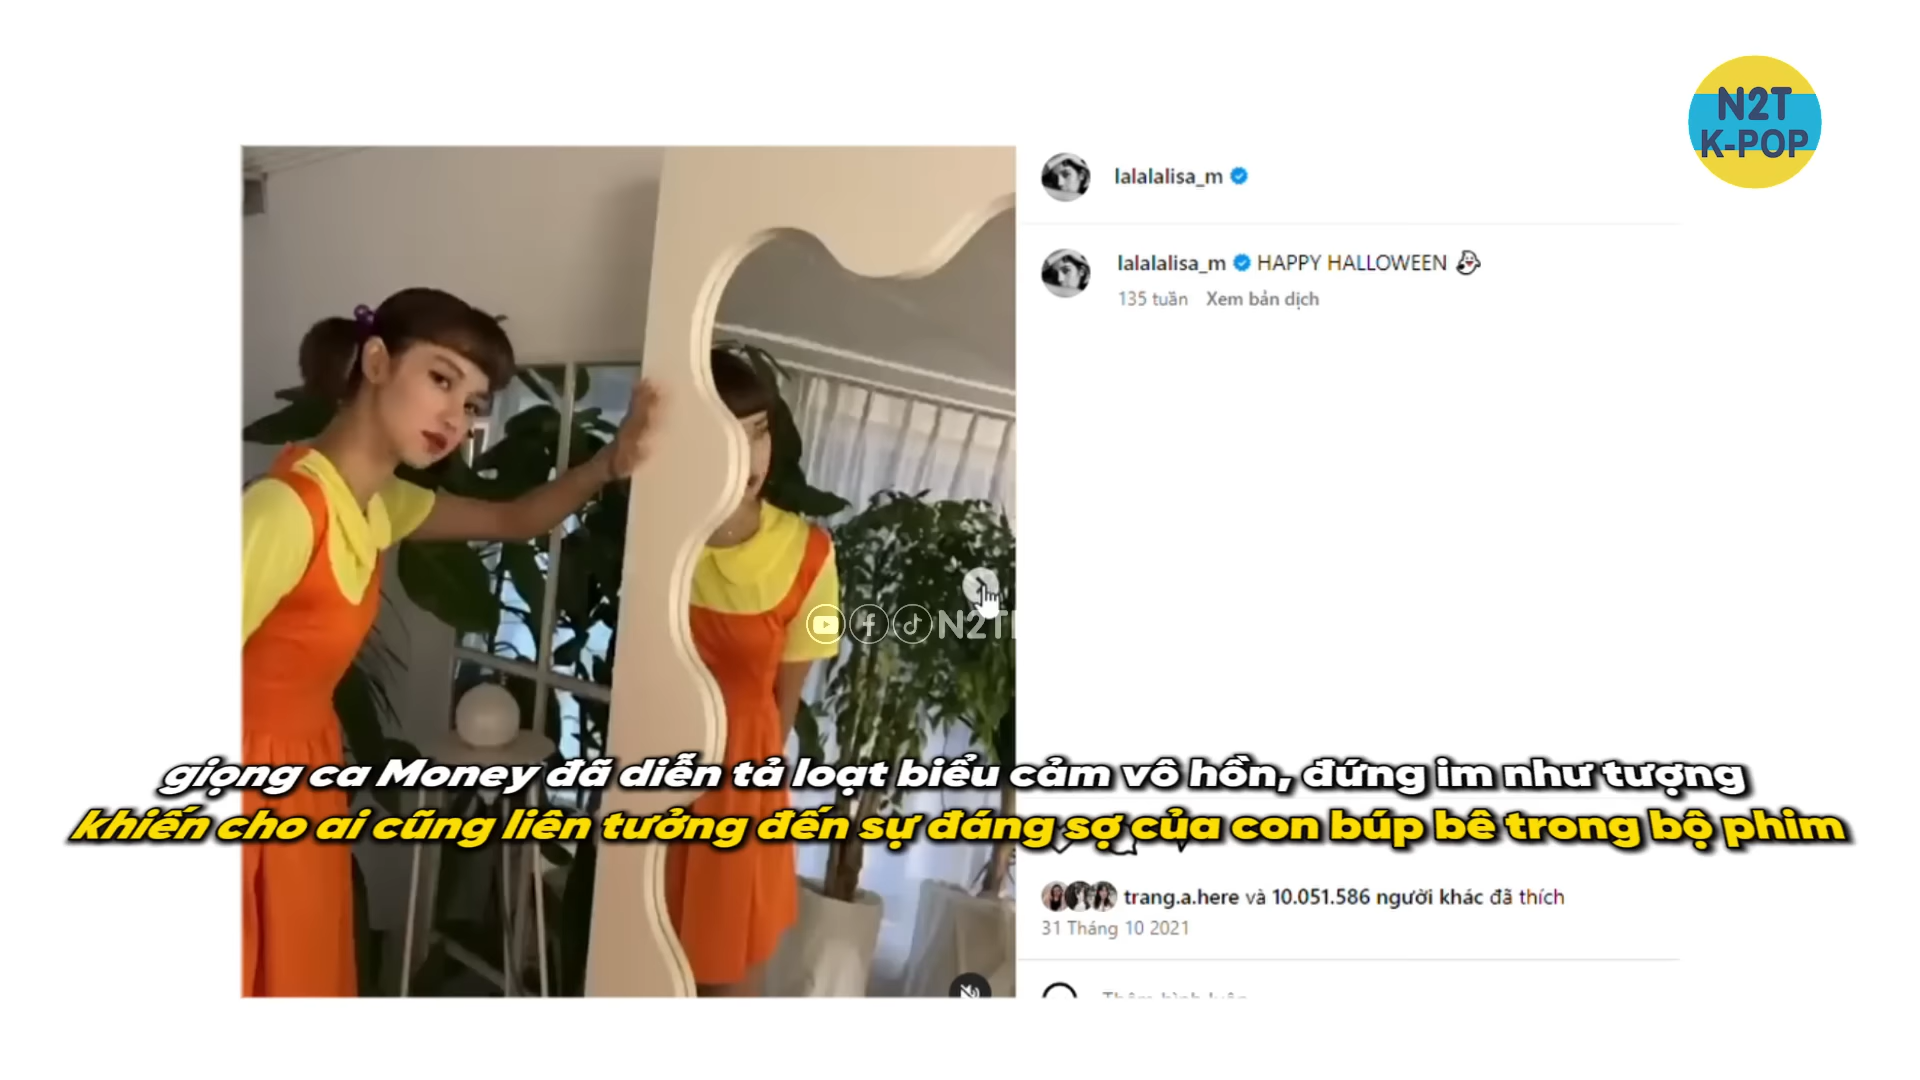 N2T
K-POP
lalalalisa_m
lalalalisa_m HAPPY HALLOWEEN
135 tuần Xem bản dịch
N2T
giọng ca Money đã diễn tả loạt biểu cảm vô hồn, đứng im như tượng
khiến cho ai cũng liên tưởng đến sự đáng sợ của con búp bê trong bộ phim
trang.a.here và 10.051.586 người khác đã thích
31 Tháng 10 2021